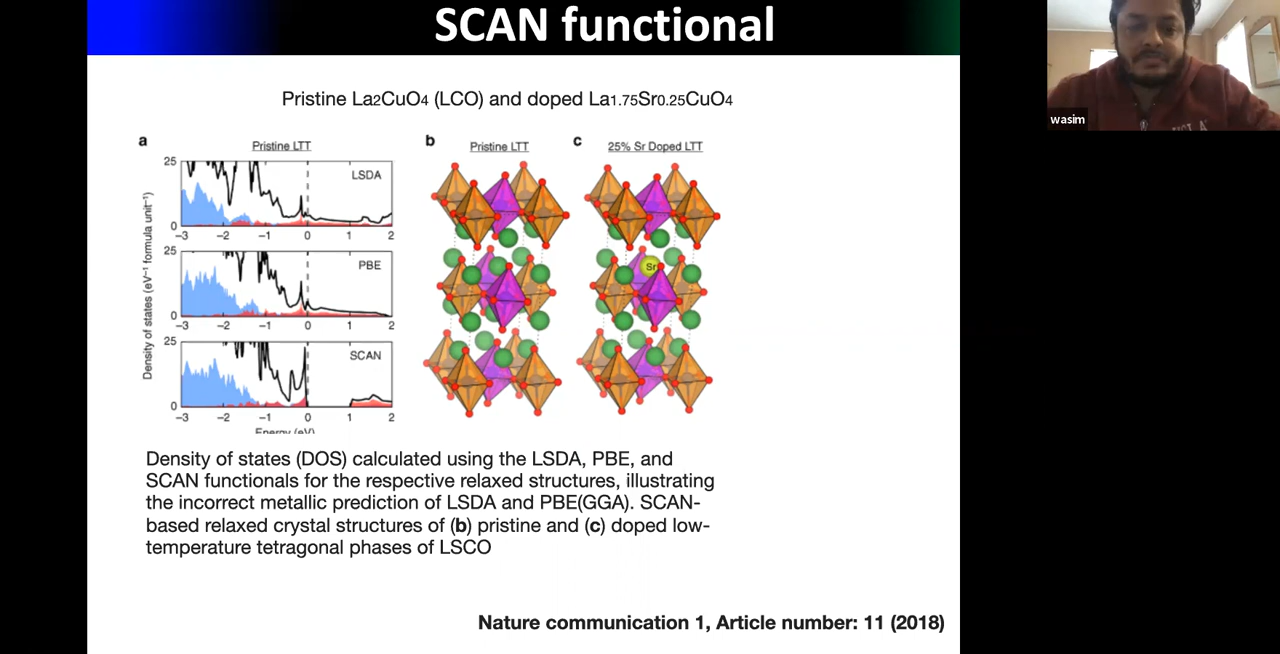 SCAN functional
wasim
Pristine La2CuO4 (LCO) and doped La1.75Sr0.25CuO4
a
Pristine LTT
b
Pristine LTT
c
25% Sr Doped LTT
Density of states (eV⁻¹ formula unit⁻¹)
25
LSDA
0
−3 −2 −1 0 1 2
25
PBE
0
−3 −2 −1 0 1 2
25
SCAN
0
−3 −2 −1 0 1 2
Energy (eV)
Sr
Density of states (DOS) calculated using the LSDA, PBE, and
SCAN functionals for the respective relaxed structures, illustrating
the incorrect metallic prediction of LSDA and PBE(GGA). SCAN-
based relaxed crystal structures of (b) pristine and (c) doped low-
temperature tetragonal phases of LSCO
Nature communication 1, Article number: 11 (2018)